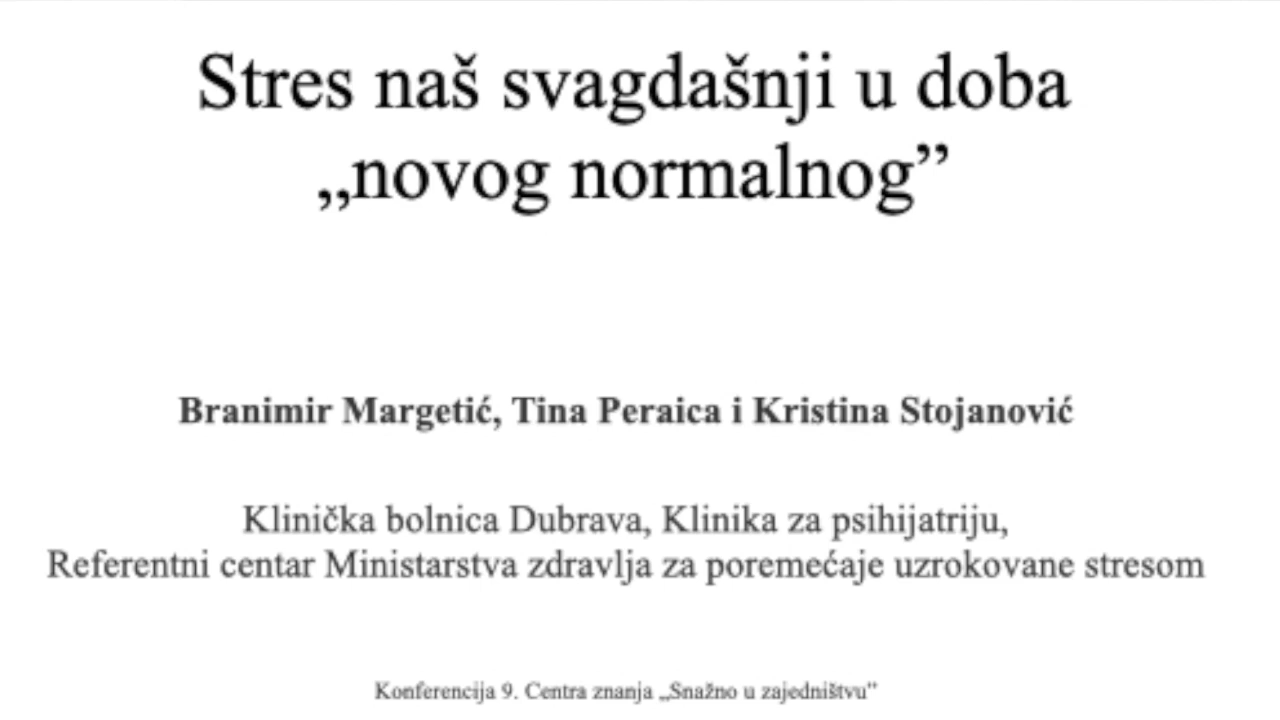 Stres naš svagdašnji u doba
„novog normalnog”
Branimir Margetić, Tina Peraica i Kristina Stojanović
Klinička bolnica Dubrava, Klinika za psihijatriju,
Referentni centar Ministarstva zdravlja za poremećaje uzrokovane stresom
Konferencija 9. Centra znanja „Snažno u zajedništvu”